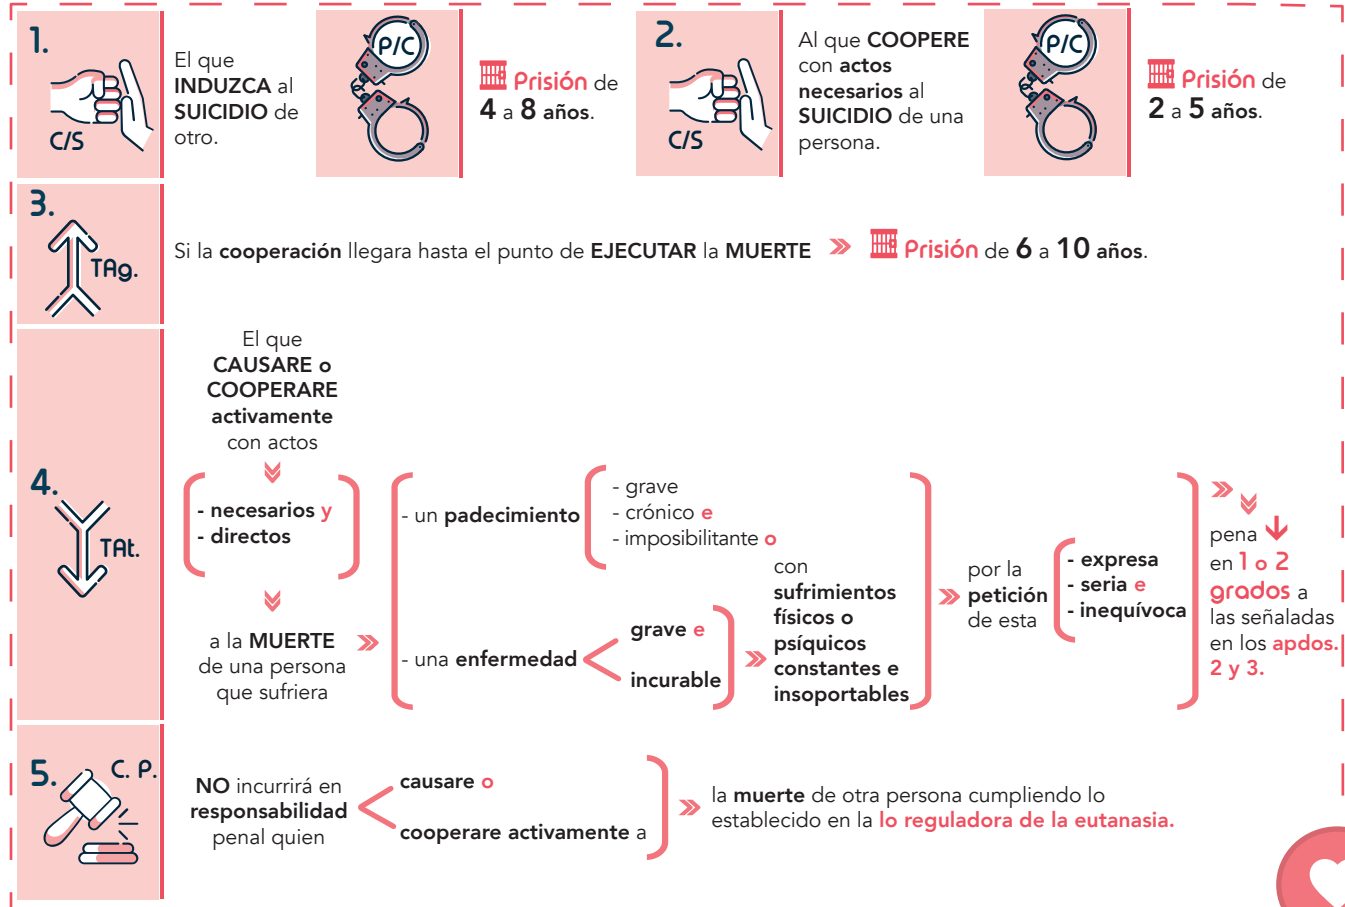 1.
C/S
El que
INDUZCA al
SUICIDIO de
otro.
P/C
Prisión de
4 a 8 años.
2.
C/S
Al que COOPERE
con actos
necesarios al
SUICIDIO de una
persona.
P/C
Prisión de
2 a 5 años.
3.
TAg.
Si la cooperación llegara hasta el punto de EJECUTAR la MUERTE » Prisión de 6 a 10 años.
4.
TAt.
El que
CAUSARE o
COOPERARE
activamente
con actos
- necesarios y
- directos
a la MUERTE
de una persona
que sufriera
- un padecimiento
- grave
- crónico e
- imposibilitante o
- una enfermedad
grave e
incurable
con
sufrimientos
físicos o
psíquicos
constantes e
insoportables
por la
petición
de esta
- expresa
- seria e
- inequívoca
pena
en 1 o 2
grados a
las señaladas
en los apdos.
2 y 3.
5.
C. P.
NO incurrirá en
responsabilidad
penal quien
causare o
cooperare activamente a
la muerte de otra persona cumpliendo lo
establecido en la lo reguladora de la eutanasia.